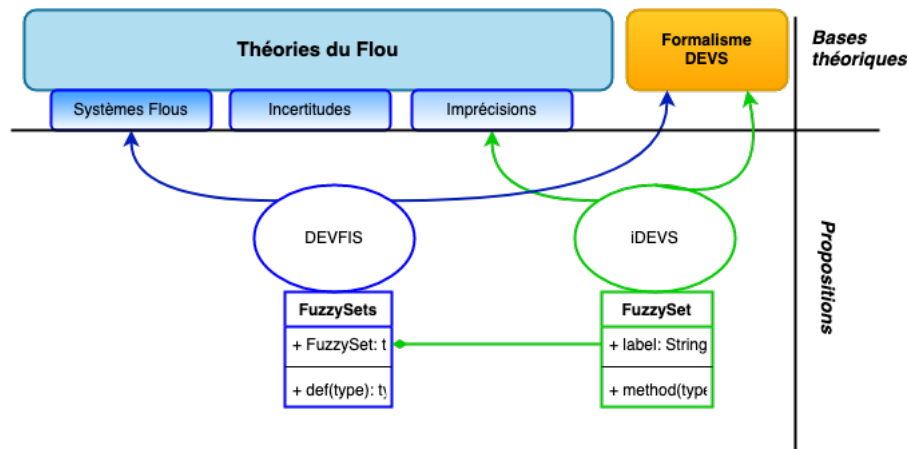 Théories du Flou
Formalisme
DEVS
Bases
théoriques
Systèmes Flous
Incertitudes
Imprécisions
DEVFIS
iDEVS
Propositions
FuzzySets
+ FuzzySet: t
+ def(type): ty
FuzzySet
+ label: String
+ method(type